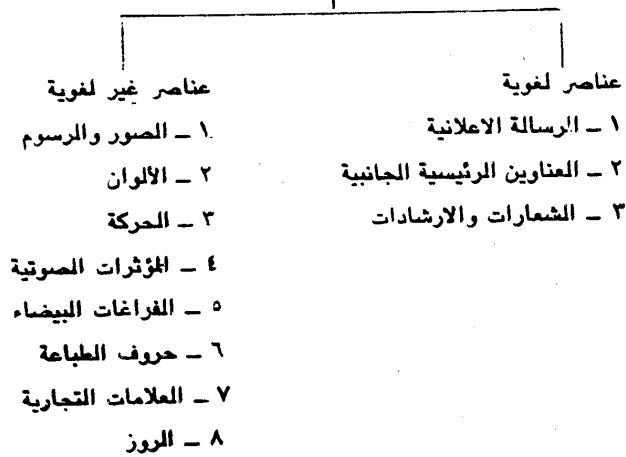 عناصر لغوية
١ ـ الرسالة الاعلانية
٢ ـ العناوين الرئيسية الجانبية
٣ ـ الشعارات والارشادات
عناصر غير لغوية
١ ـ الصور والرسوم
٢ ـ الألوان
٣ ـ الحركة
٤ ـ المؤثرات الصوتية
٥ ـ الفراغات البيضاء
٦ ـ حروف الطباعة
٧ ـ العلامات التجارية
٨ ـ الروز